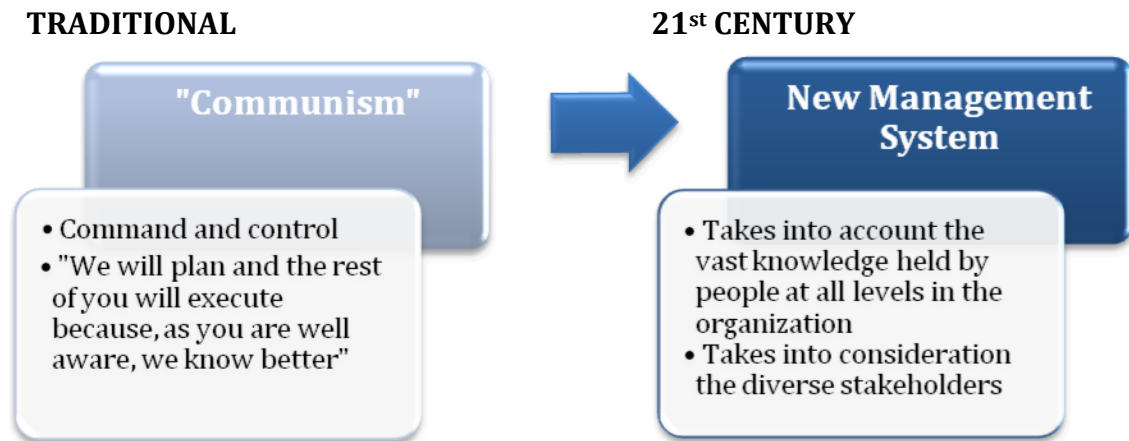 TRADITIONAL
"Communism"
• Command and control
• "We will plan and the rest
of you will execute
because, as you are well
aware, we know better"
21st CENTURY
New Management
System
• Takes into account the
vast knowledge held by
people at all levels in the
organization
• Takes into consideration
the diverse stakeholders